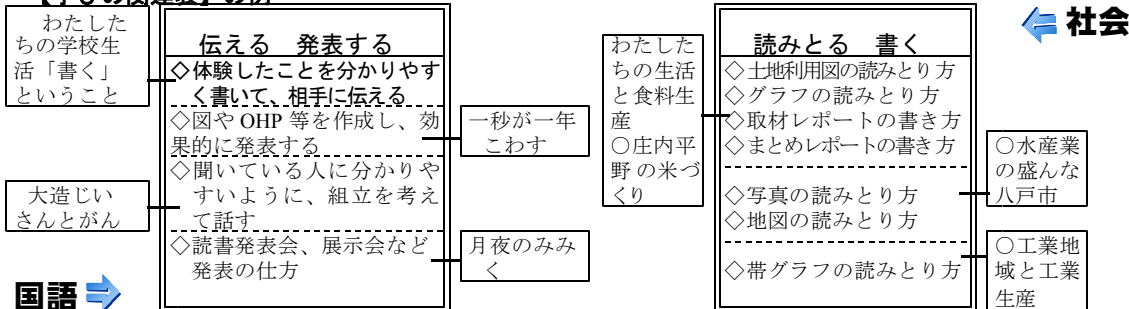 【学びの関連表】の例
わたした
ちの学校生
活「書く」
ということ
大造じい
さんとがん
国語
伝える 発表する
◇体験したことを分かりやす
く書いて、相手に伝える
◇図や OHP 等を作成し、効
果的に発表する
◇聞いている人に分かりや
すいように、組立を考え
て話す
◇読書発表会、展示会など
発表の仕方
一秒が一年
こわす
月夜のみみ
く
わたした
ちの生活
と食料生
産
○庄内平
野の米づ
くり
読みとる 書く
◇土地利用図の読みとり方
◇グラフの読みとり方
◇取材レポートの書き方
◇まとめレポートの書き方
◇写真の読みとり方
◇地図の読みとり方
◇帯グラフの読みとり方
社会
○水産業
の盛んな
八戸市
○工業地
域と工業
生産